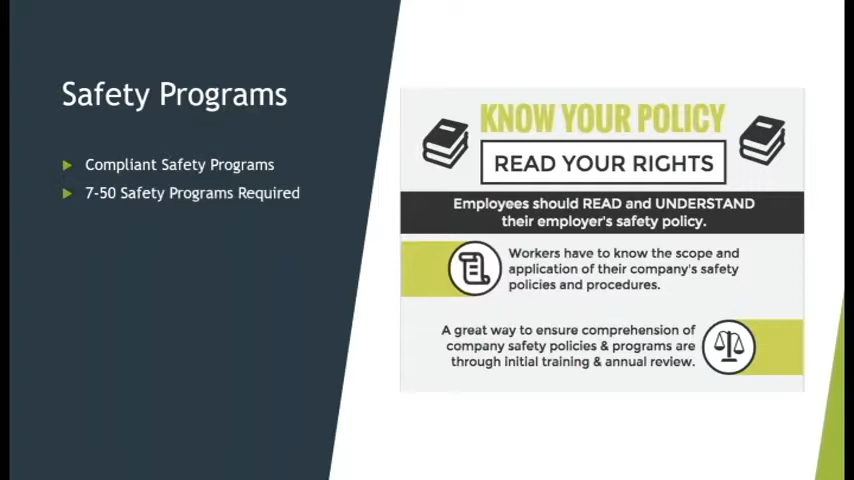 Safety Programs
Compliant Safety Programs
7-50 Safety Programs Required
KNOW YOUR POLICY
READ YOUR RIGHTS
Employees should READ and UNDERSTAND
their employer's safety policy.
Workers have to know the scope and
application of their company's safety
policies and procedures.
A great way to ensure comprehension of
company safety policies & programs are
through initial training & annual review.